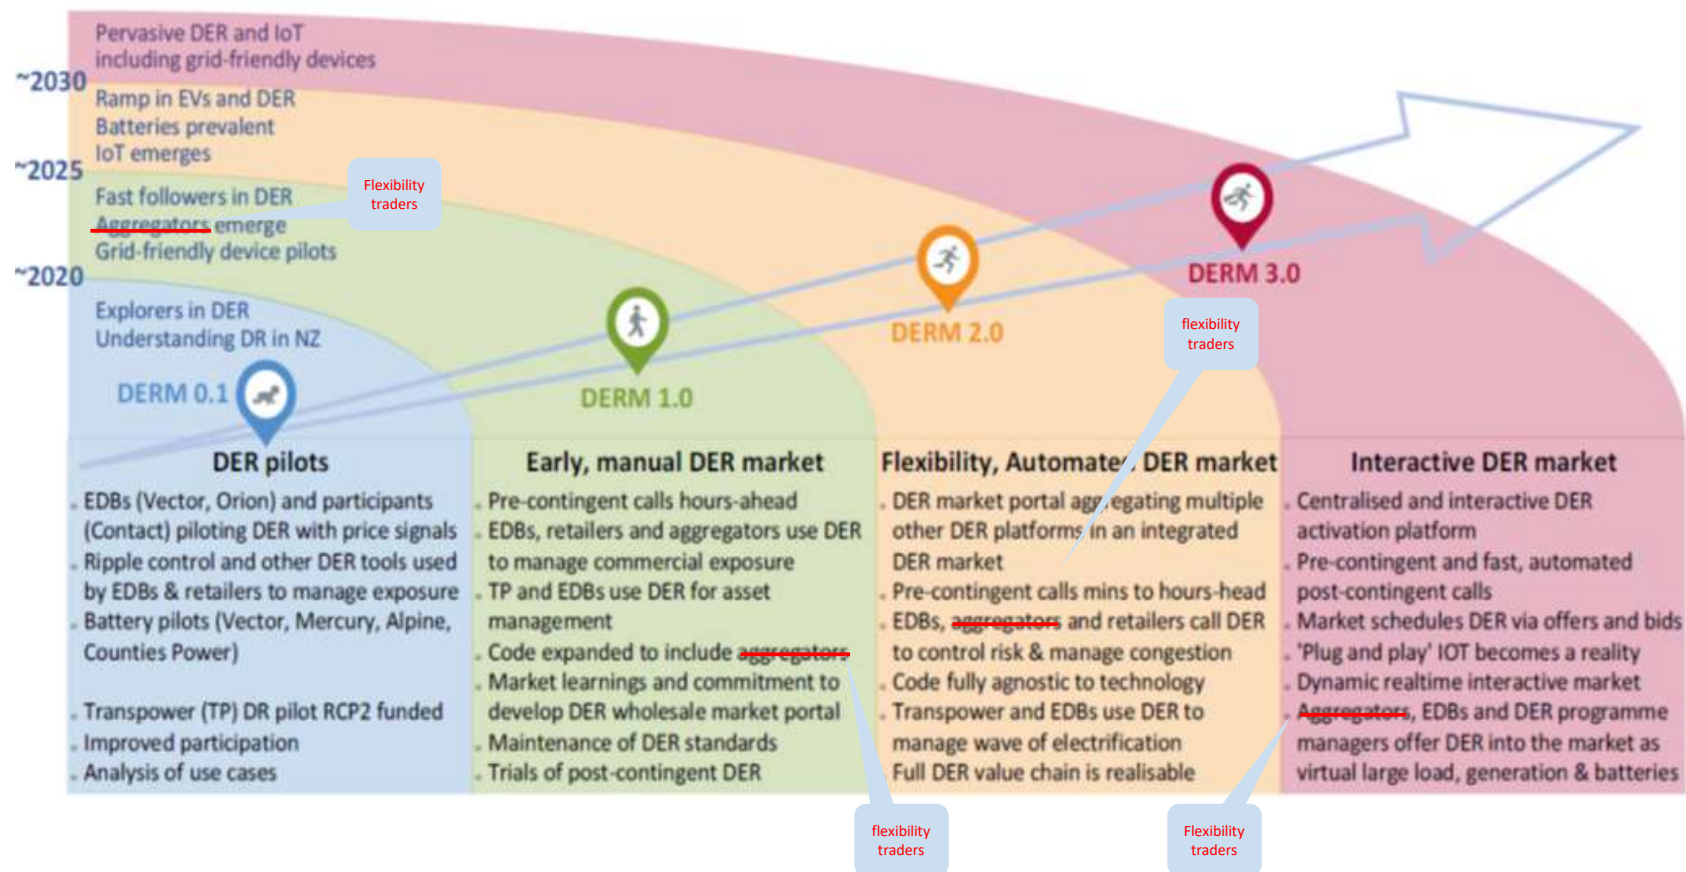 Pervasive DER and IoT
including grid-friendly devices
~2030
Ramp in EVs and DER
Batteries prevalent
IoT emerges
~2025
Fast followers in DER
Aggregators emerge
Grid-friendly device pilots
Flexibility
traders
~2020
Explorers in DER
Understanding DR in NZ
DERM 0.1
DERM 1.0
DERM 2.0
DERM 3.0
flexibility
traders
DER pilots
EDBs (Vector, Orion) and participants
(Contact) piloting DER with price signals
Ripple control and other DER tools used
by EDBs & retailers to manage exposure
Battery pilots (Vector, Mercury, Alpine,
Counties Power)
Transpower (TP) DR pilot RCP2 funded
Improved participation
Analysis of use cases
Early, manual DER market
Pre-contingent calls hours-ahead
EDBs, retailers and aggregators use DER
to manage commercial exposure
TP and EDBs use DER for asset
management
Code expanded to include aggregators
Market learnings and commitment to
develop DER wholesale market portal
Maintenance of DER standards
Trials of post-contingent DER
flexibility
traders
Flexibility, Automated DER market
DER market portal aggregating multiple
other DER platforms in an integrated
DER market
Pre-contingent calls mins to hours-head
EDBs, aggregators and retailers call DER
to control risk & manage congestion
Code fully agnostic to technology
Transpower and EDBs use DER to
manage wave of electrification
Full DER value chain is realisable
Interactive DER market
Centralised and interactive DER
activation platform
Pre-contingent and fast, automated
post-contingent calls
Market schedules DER via offers and bids
'Plug and play' IOT becomes a reality
Dynamic realtime interactive market
Aggregators, EDBs and DER programme
managers offer DER into the market as
virtual large load, generation & batteries
Flexibility
traders